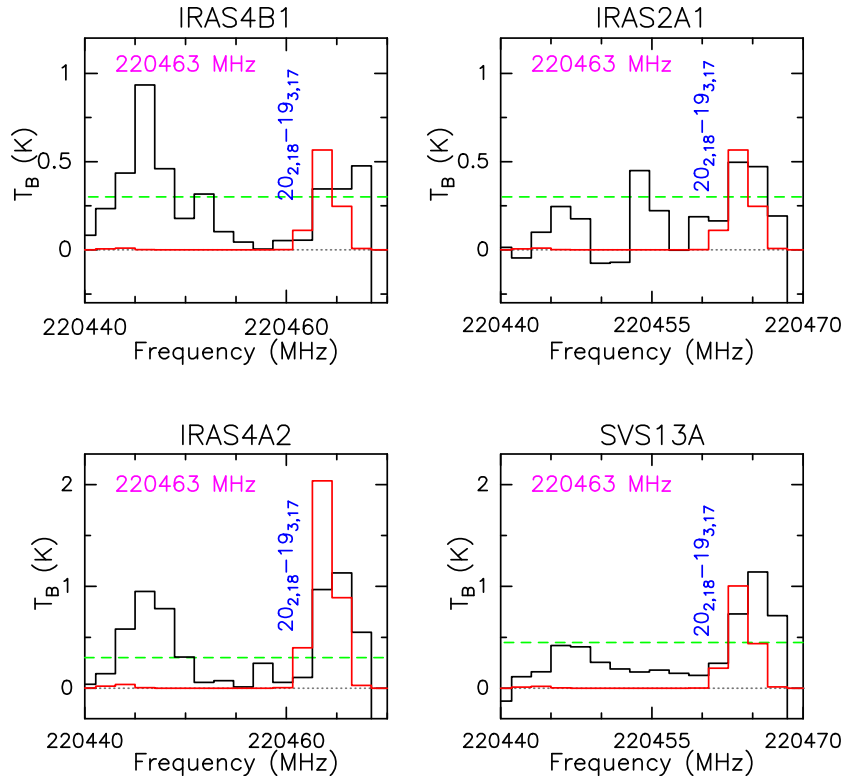 IRAS4B1
220463 MHz
20_{2,18}−19_{3,17}
T_B (K)
1
0.5
0
220440 220460
Frequency (MHz)
IRAS2A1
220463 MHz
20_{2,18}−19_{3,17}
T_B (K)
1
0.5
0
220440 220455 220470
Frequency (MHz)
IRAS4A2
220463 MHz
20_{2,18}−19_{3,17}
T_B (K)
2
1
0
220440 220460
Frequency (MHz)
SVS13A
220463 MHz
20_{2,18}−19_{3,17}
T_B (K)
2
1
0
220440 220455 220470
Frequency (MHz)